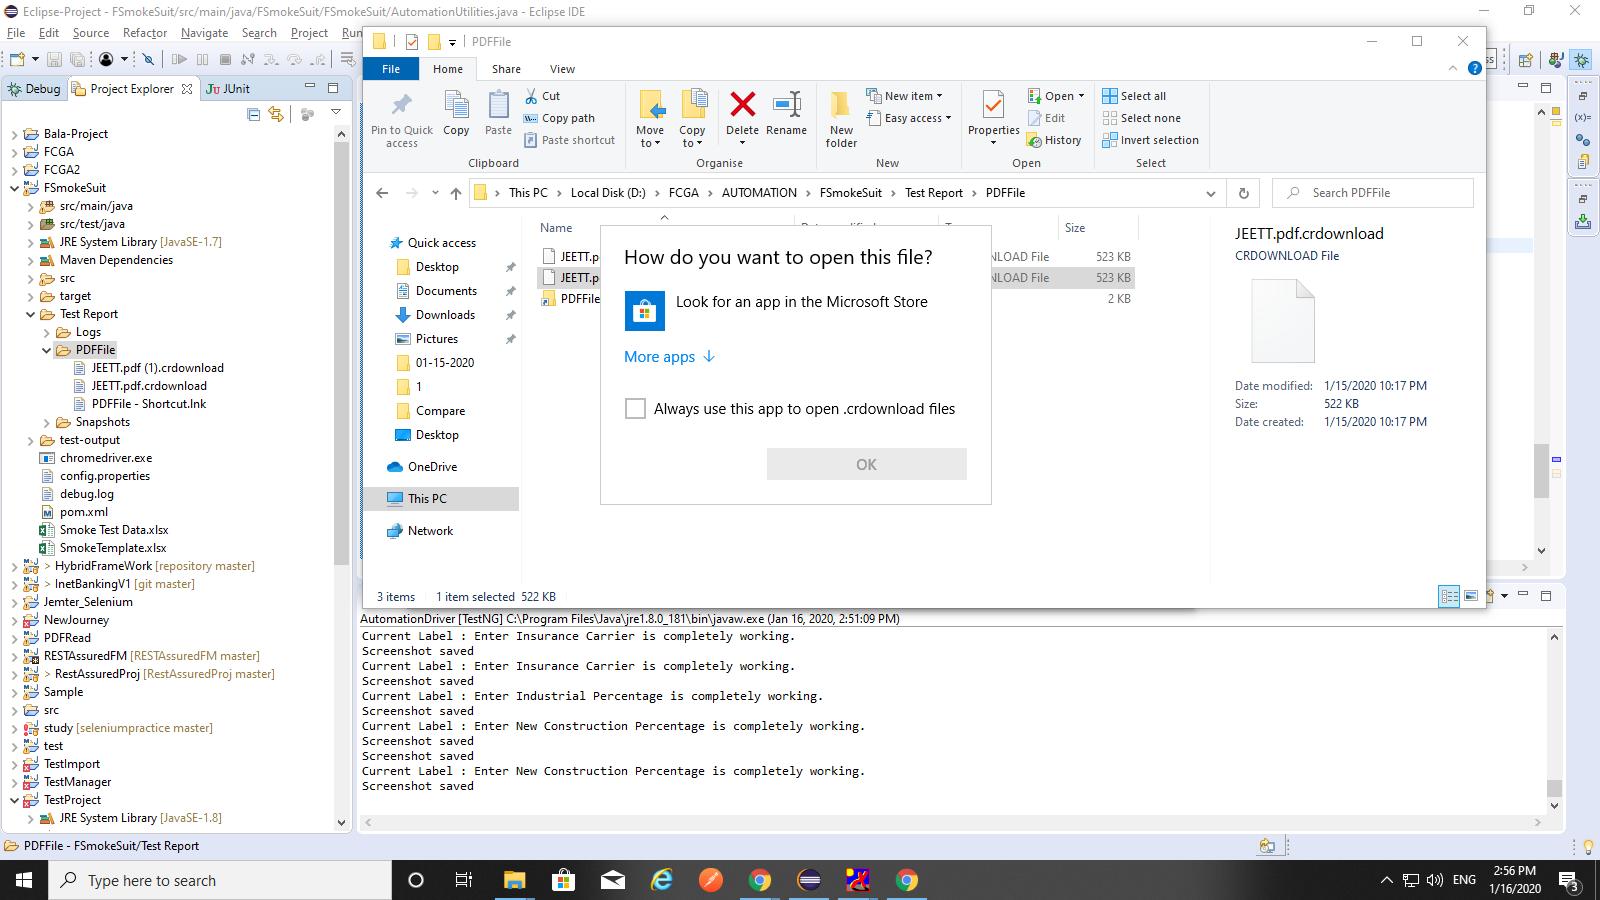 Eclipse-Project - FSmokeSuit/src/main/java/FSmokeSuit/FSmokeSuit/AutomationUtilities.java - Eclipse IDE
File Edit Source Refactor Navigate Search Project Run
Debug Project Explorer JUnit
Bala-Project
FCGA
FCGA2
FSmokeSuit
src/main/java
src/test/java
JRE System Library [JavaSE-1.7]
Maven Dependencies
src
target
Test Report
Logs
PDFFile
JEETT.pdf (1).crdownload
JEETT.pdf.crdownload
PDFFile - Shortcut.lnk
Snapshots
test-output
chromedriver.exe
config.properties
debug.log
pom.xml
Smoke Test Data.xlsx
SmokeTemplate.xlsx
> HybridFrameWork [repository master]
> InetBankingV1 [git master]
Jemter_Selenium
NewJourney
PDFRead
RESTAssuredFM [RESTAssuredFM master]
> RestAssuredProj [RestAssuredProj master]
Sample
src
study [seleniumpractice master]
test
TestImport
TestManager
TestProject
JRE System Library [JavaSE-1.8]
PDFFile - FSmokeSuit/Test Report
PDFFile
File Home Share View
Pin to Quick access
Copy
Paste
Cut
Copy path
Paste shortcut
Clipboard
Move to
Copy to
Delete
Rename
Organise
New folder
New item
Easy access
New
Properties
Open
Edit
History
Open
Select all
Select none
Invert selection
Select
This PC > Local Disk (D:) > FCGA > AUTOMATION > FSmokeSuit > Test Report > PDFFile
Search PDFFile
Quick access
Desktop
Documents
Downloads
Pictures
01-15-2020
1
Compare
Desktop
OneDrive
This PC
Network
Name Size
JEETT.p NLOAD File 523 KB
JEETT.p NLOAD File 523 KB
PDFFile 2 KB
How do you want to open this file?
Look for an app in the Microsoft Store
More apps
Always use this app to open .crdownload files
OK
JEETT.pdf.crdownload
CRDOWNLOAD File
Date modified: 1/15/2020 10:17 PM
Size: 522 KB
Date created: 1/15/2020 10:17 PM
3 items 1 item selected 522 KB
AutomationDriver [TestNG] C:\Program Files\Java\jre1.8.0_181\bin\javaw.exe (Jan 16, 2020, 2:51:09 PM)
Current Label : Enter Insurance Carrier is completely working.
Screenshot saved
Current Label : Enter Insurance Carrier is completely working.
Screenshot saved
Current Label : Enter Industrial Percentage is completely working.
Screenshot saved
Current Label : Enter New Construction Percentage is completely working.
Screenshot saved
Screenshot saved
Current Label : Enter New Construction Percentage is completely working.
Screenshot saved
Type here to search
ENG
2:56 PM
1/16/2020
3